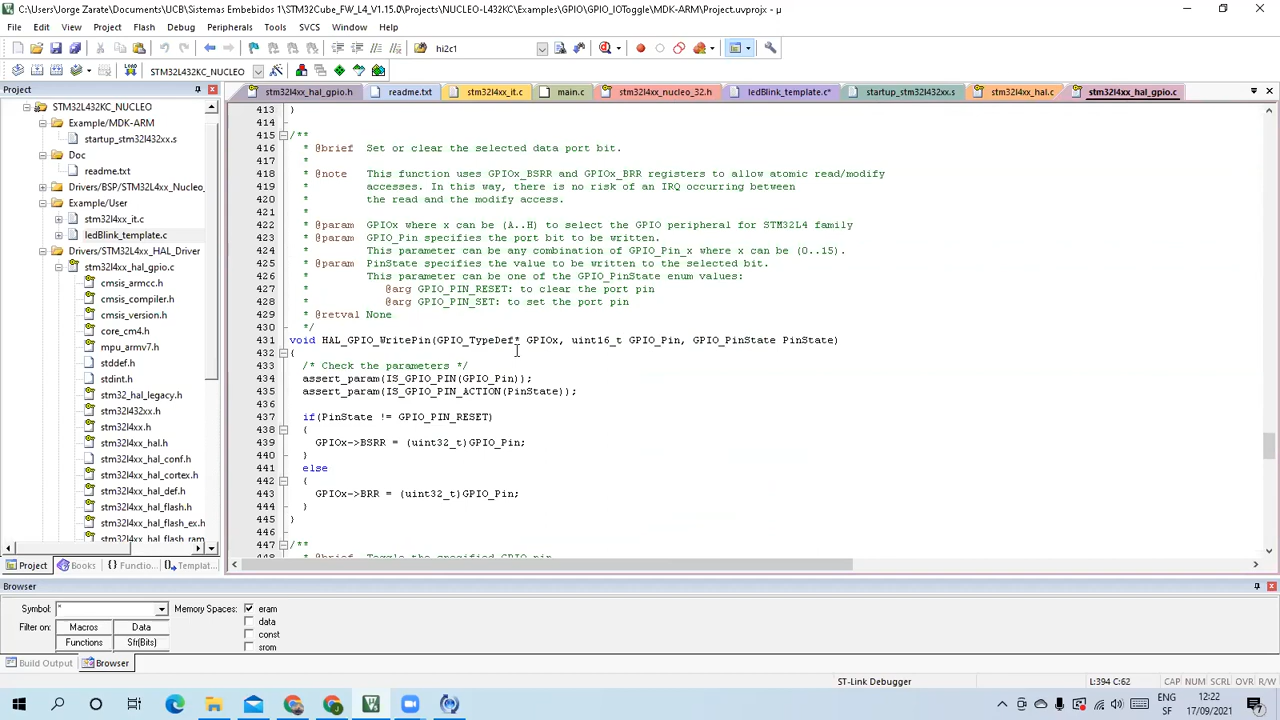 C:\Users\Jorge Zarate\Documents\UCB\Sistemas Embebidos 1\STM32Cube_FW_L4_V1.15.0\Projects\NUCLEO-L432KC\Examples\GPIO\GPIO_IOToggle\MDK-ARM\Project.uvprojx - µ
File Edit View Project Flash Debug Peripherals Tools SVCS Window Help
hi2c1
STM32L432KC_NUCLEO
Project
stm32l4xx_hal_gpio.h readme.txt stm32l4xx_it.c main.c stm32l4xx_nucleo_32.h ledBlink_template.c* startup_stm32l432xx.s stm32l4xx_hal.c stm32l4xx_hal_gpio.c
STM32L432KC_NUCLEO
Example/MDK-ARM
startup_stm32l432xx.s
Doc
readme.txt
Drivers/BSP/STM32L4xx_Nucleo_
Example/User
stm32l4xx_it.c
ledBlink_template.c
Drivers/STM32L4xx_HAL_Driver
stm32l4xx_hal_gpio.c
cmsis_armcc.h
cmsis_compiler.h
cmsis_version.h
core_cm4.h
mpu_armv7.h
stddef.h
stdint.h
stm32_hal_legacy.h
stm32l432xx.h
stm32l4xx.h
stm32l4xx_hal.h
stm32l4xx_hal_conf.h
stm32l4xx_hal_cortex.h
stm32l4xx_hal_def.h
stm32l4xx_hal_flash.h
stm32l4xx_hal_flash_ex.h
stm32l4xx_hal_flash_ram
413 }
414
415 /**
416 * @brief Set or clear the selected data port bit.
417 *
418 * @note This function uses GPIOx_BSRR and GPIOx_BRR registers to allow atomic read/modify
419 * accesses. In this way, there is no risk of an IRQ occurring between
420 * the read and the modify access.
421 *
422 * @param GPIOx where x can be (A..H) to select the GPIO peripheral for STM32L4 family
423 * @param GPIO_Pin specifies the port bit to be written.
424 * This parameter can be any combination of GPIO_Pin_x where x can be (0..15).
425 * @param PinState specifies the value to be written to the selected bit.
426 * This parameter can be one of the GPIO_PinState enum values:
427 * @arg GPIO_PIN_RESET: to clear the port pin
428 * @arg GPIO_PIN_SET: to set the port pin
429 * @retval None
430 */
431 void HAL_GPIO_WritePin(GPIO_TypeDef* GPIOx, uint16_t GPIO_Pin, GPIO_PinState PinState)
432 {
433 /* Check the parameters */
434 assert_param(IS_GPIO_PIN(GPIO_Pin));
435 assert_param(IS_GPIO_PIN_ACTION(PinState));
436
437 if(PinState != GPIO_PIN_RESET)
438 {
439 GPIOx->BSRR = (uint32_t)GPIO_Pin;
440 }
441 else
442 {
443 GPIOx->BRR = (uint32_t)GPIO_Pin;
444 }
445 }
446
447 /**
448 * @brief Toggle the specified GPIO pin
Project Books Functio... Templat...
Browser
Symbol: * Memory Spaces: eram
Filter on: Macros Data data
Functions Sfr(Bits) const
srom
Build Output Browser
ST-Link Debugger L:394 C:62 CAP NUM SCRL OVR R/W
ENG 12:22
SF 17/09/2021